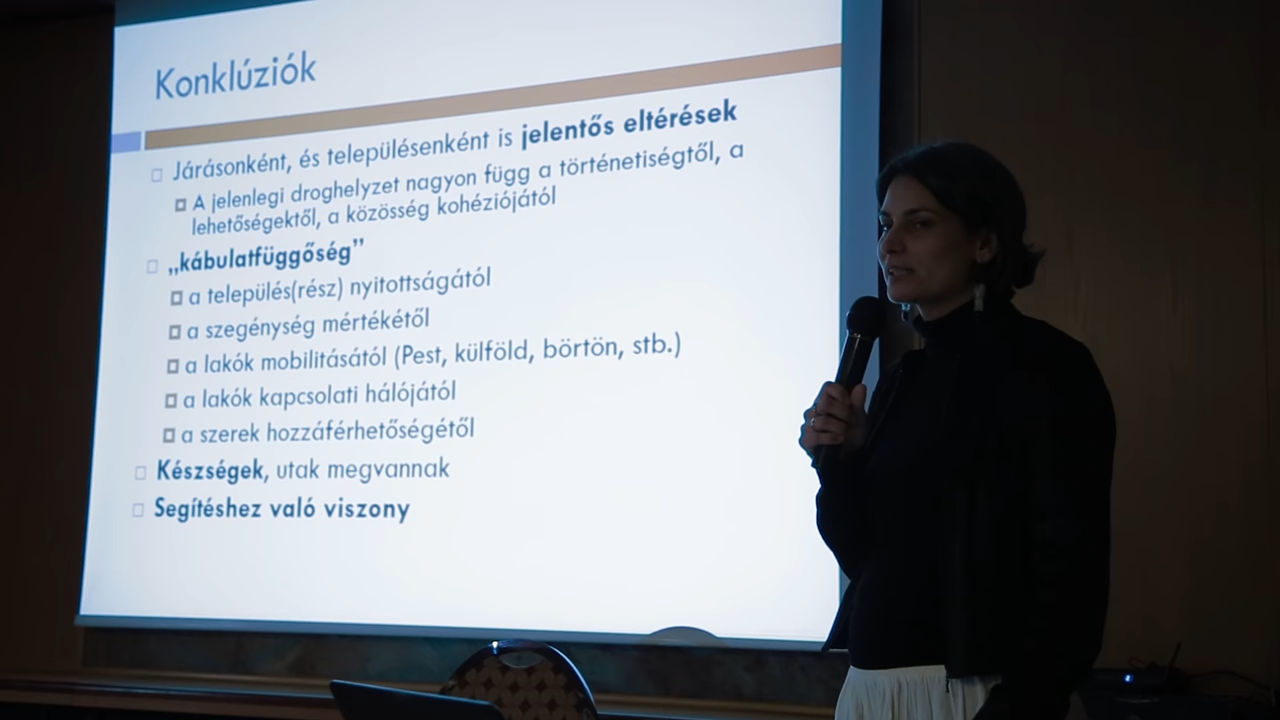 Konklúziók
Járásonként, és településenként is jelentős eltérések
A jelenlegi droghelyzet nagyon függ a történetiségtől, a
lehetőségektől, a közösség kohéziójától
„kábulatfüggőség”
a település(rész) nyitottságától
a szegénység mértékétől
a lakók mobilitásától (Pest, külföld, börtön, stb.)
a lakók kapcsolati hálójától
a szerek hozzáférhetőségétől
Készségek, utak megvannak
Segítéshez való viszony